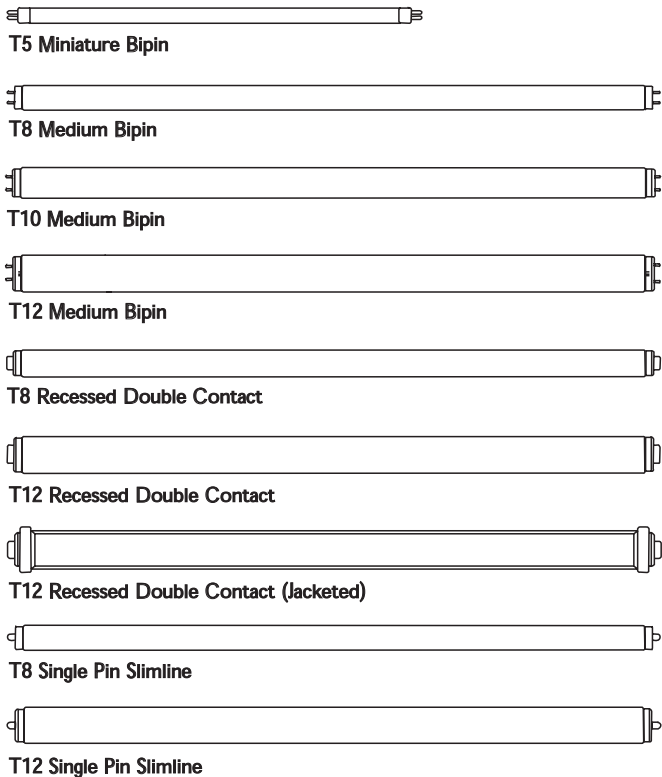 T5 Miniature Bipin
T8 Medium Bipin
T10 Medium Bipin
T12 Medium Bipin
T8 Recessed Double Contact
T12 Recessed Double Contact
T12 Recessed Double Contact (Jacketed)
T8 Single Pin Slimline
T12 Single Pin Slimline